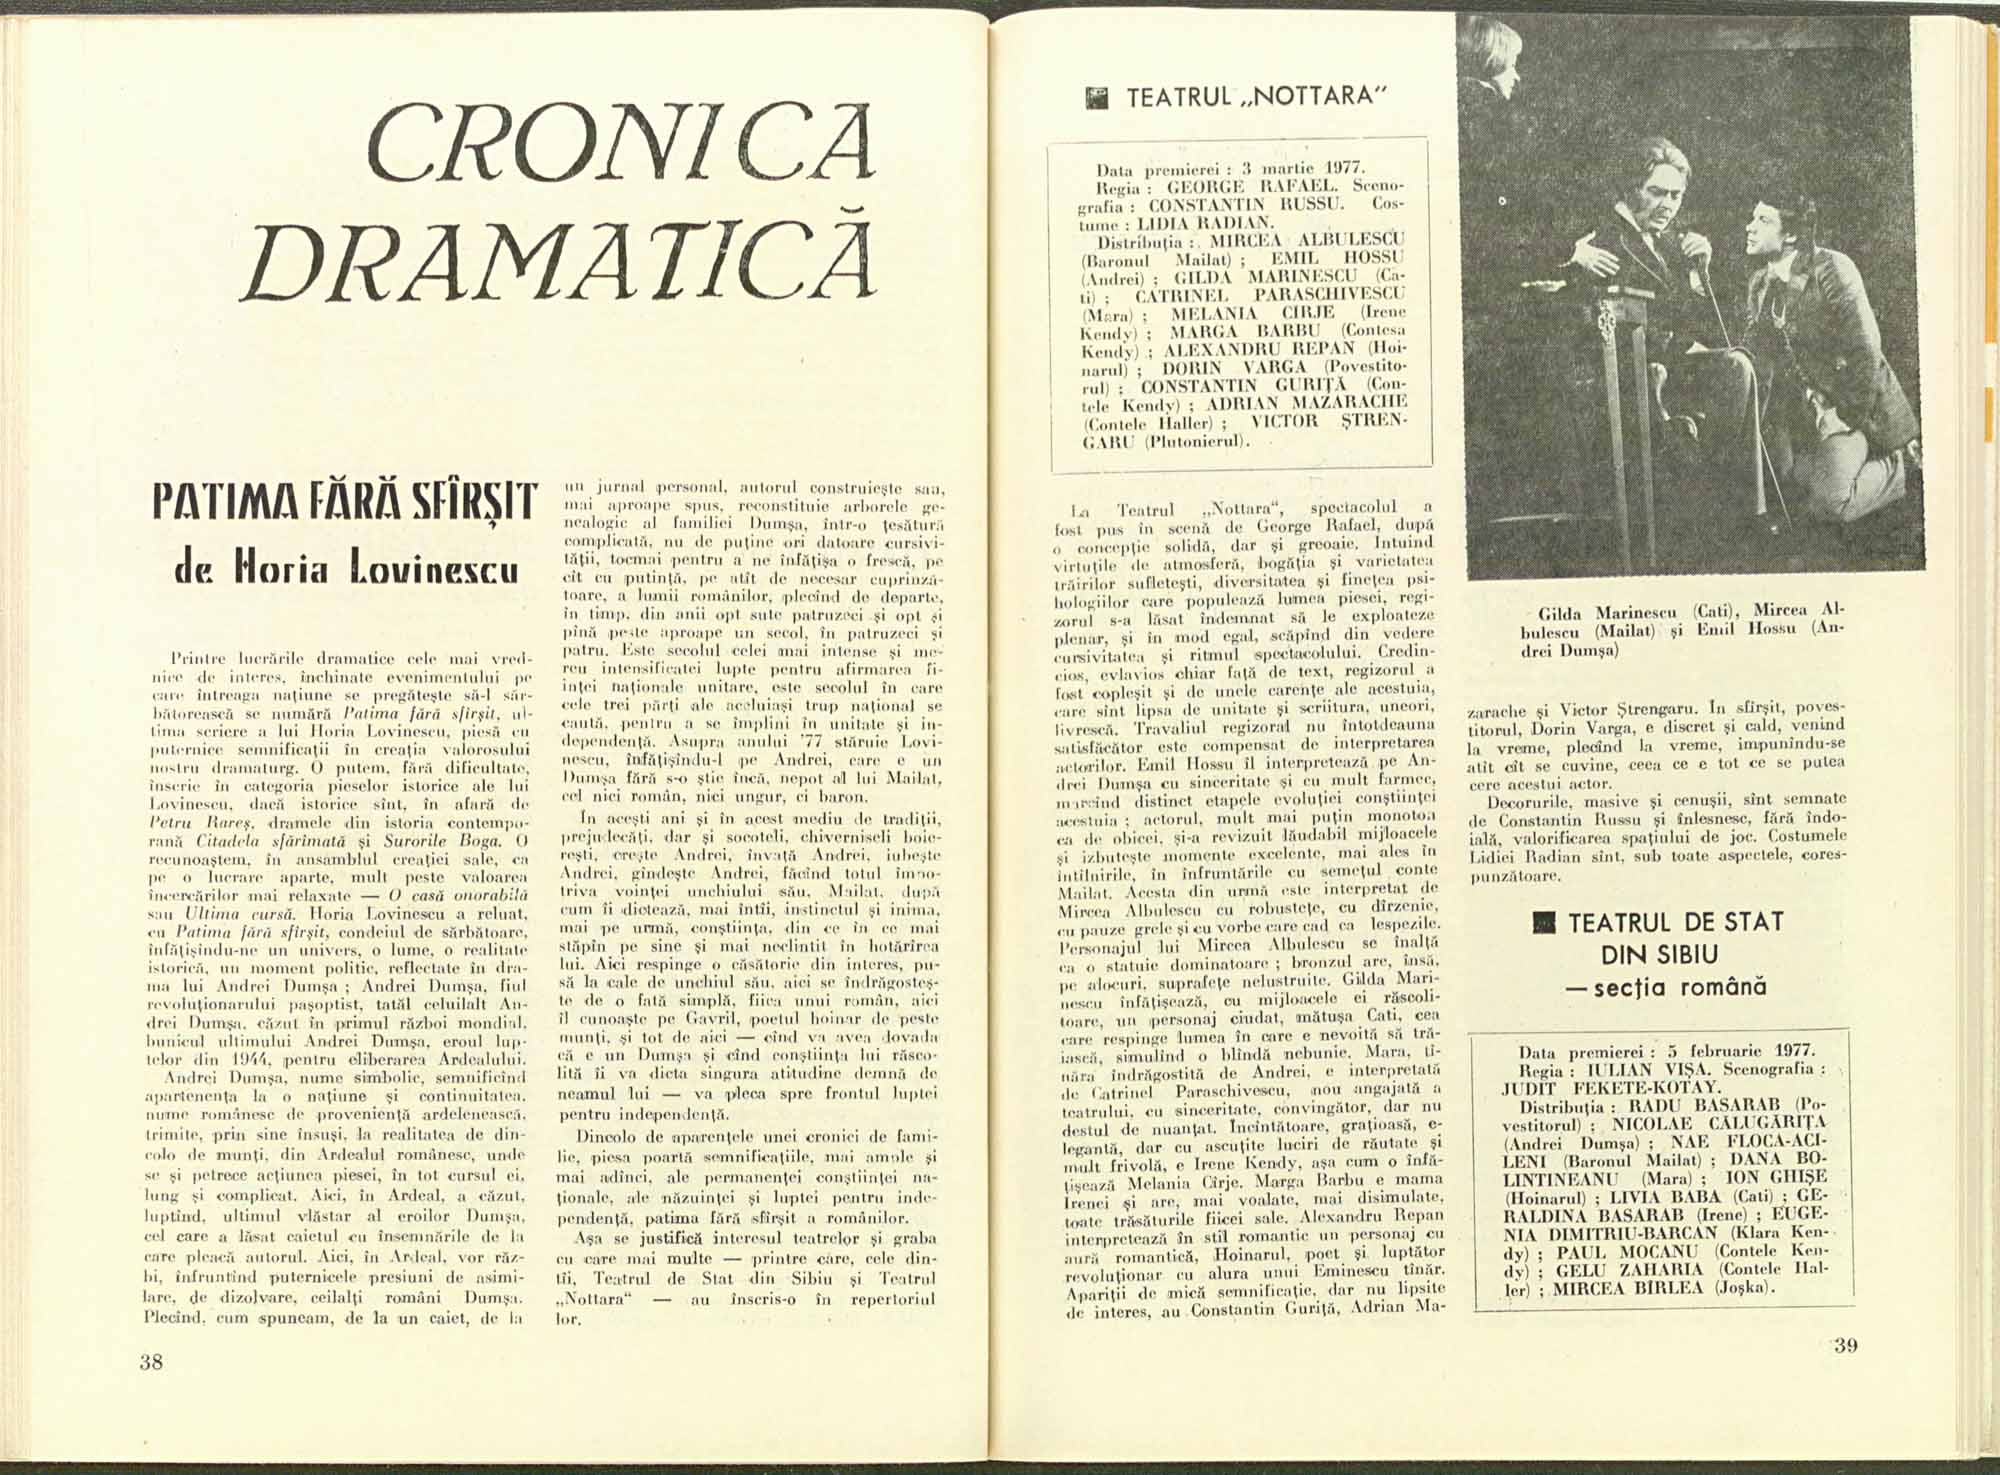 CRONICA
DRAMATICĂ
PATIMA FĂRĂ SFÎRȘIT
de Horia Lovinescu
Printre lucrările dramatice cele mai vred-
nice de interes, închinate evenimentului pe
care întreaga națiune se pregătește să-l săr-
bătorească se numără Patima fără sfîrșit, ul-
tima scriere a lui Horia Lovinescu, piesă cu
puternice semnificații în creația valorosului
nostru dramaturg. O putem, fără dificultate,
înscrie în categoria pieselor istorice ale lui
Lovinescu, dacă istorice sînt, în afară de
Petru Rareș, dramele din istoria contempo-
rană Citadela sfărîmată și Surorile Boga. O
recunoaștem, în ansamblul creației sale, ca
pe o lucrare aparte, mult peste valoarea
încercărilor mai relaxate — O casă onorabilă
sau Ultima cursă. Horia Lovinescu a reluat,
cu Patima fără sfîrșit, condeiul de sărbătoare,
înfățișîndu-ne un univers, o lume, o realitate
istorică, un moment politic, reflectate în dra-
ma lui Andrei Dumșa ; Andrei Dumșa, fiul
revoluționarului pașoptist, tatăl celuilalt An-
drei Dumșa, căzut în primul război mondial,
bunicul ultimului Andrei Dumșa, eroul lup-
telor din 1944, pentru eliberarea Ardealului.
Andrei Dumșa, nume simbolic, semnificînd
apartenența la o națiune și continuitatea,
nume românesc de proveniență ardelenească,
trimite, prin sine însuși, la realitatea de din-
colo de munți, din Ardealul românesc, unde
se și petrece acțiunea piesei, în tot cursul ei,
lung și complicat. Aici, în Ardeal, a căzut,
luptînd, ultimul vlăstar al eroilor Dumșa,
cel care a lăsat caietul cu însemnările de la
care pleacă autorul. Aici, în Ardeal, vor răz-
bi, înfruntînd puternicele presiuni de asimi-
lare, de dizolvare, ceilalți români Dumșa.
Plecînd, cum spuneam, de la un caiet, de la
un jurnal personal, autorul construiește sau,
mai aproape spus, reconstituie arborele ge-
nealogic al familiei Dumșa, într-o țesătură
complicată, nu de puține ori datoare cursivi-
tății, tocmai pentru a ne înfățișa o frescă, pe
cît cu putință, pe atît de necesar cuprinză-
toare, a lumii românilor, plecînd de departe,
în timp, din anii opt sute patruzeci și opt și
pînă peste aproape un secol, în patruzeci și
patru. Este secolul celei mai intense și me-
reu intensificatei lupte pentru afirmarea fi-
inței naționale unitare, este secolul în care
cele trei părți ale aceluiași trup național se
caută, pentru a se împlini în unitate și in-
dependență. Asupra anului '77 stăruie Lovi-
nescu, înfățișîndu-l pe Andrei, care e un
Dumșa fără s-o știe încă, nepot al lui Mailat,
cel nici român, nici ungur, ci baron.
In acești ani și în acest mediu de tradiții,
prejudecăți, dar și socoteli, chiverniseli boie-
rești, crește Andrei, învață Andrei, iubește
Andrei, gîndește Andrei, făcînd totul împo-
triva voinței unchiului său, Mailat, după
cum îi dictează, mai întîi, instinctul și inima,
mai pe urmă, conștiința, din ce în ce mai
stăpîn pe sine și mai neclintit în hotărîrea
lui. Aici respinge o căsătorie din interes, pu-
să la cale de unchiul său, aici se îndrăgoste-
te de o fată simplă, fiica unui român, aici
îl cunoaște pe Gavril, poetul hoinar de peste
munți, și tot de aici — cînd va avea dovada
că e un Dumșa și cînd conștiința lui răsco-
lită îi va dicta singura atitudine demnă de
neamul lui — va pleca spre frontul luptei
pentru independență.
Dincolo de aparențele unei cronici de fami-
lie, piesa poartă semnificațiile, mai ample și
mai adînci, ale permanenței conștiinței na-
ționale, ale năzuinței și luptei pentru inde-
pendență, patima fără sfîrșit a românilor.
Așa se justifică interesul teatrelor și graba
cu care mai multe — printre care, cele din-
tîi, Teatrul de Stat din Sibiu și Teatrul
„Nottara“ — au înscris-o în repertoriul
lor.
38
TEATRUL „NOTTARA“
Data premierei : 3 martie 1977.
Regia : GEORGE RAFAEL. Sceno-
grafia : CONSTANTIN RUSSU. Cos-
tume : LIDIA RADIAN.
Distribuția : MIRCEA ALBULESCU
(Baronul Mailat) ; EMIL HOSSU
(Andrei) ; GILDA MARINESCU (Ca-
ti) ; CATRINEL PARASCHIVESCU
(Mara) ; MELANIA CIRJE (Irene
Kendy) ; MARGA BARBU (Contesa
Kendy) ; ALEXANDRU REPAN (Hoi-
narul) ; DORIN VARGA (Povestito-
rul) ; CONSTANTIN GURIȚĂ (Con-
tele Kendy) ; ADRIAN MAZARACHE
(Contele Haller) ; VICTOR ȘTREN-
GARU (Plutonierul).
La Teatrul „Nottara“, spectacolul a
fost pus în scenă de George Rafael, după
o concepție solidă, dar și greoaie. Intuind
virtuțile de atmosferă, bogăția și varietatea
trăirilor sufletești, diversitatea și finețea psi-
hologiilor care populează lumea piesei, regi-
zorul s-a lăsat îndemnat să le exploateze
plenar, și în mod egal, scăpînd din vedere
cursivitatea și ritmul spectacolului. Credin-
cios, evlavios chiar față de text, regizorul a
fost copleșit și de unele carențe ale acestuia,
care sînt lipsa de unitate și scriitura, uneori,
livrescă. Travaliul regizoral nu întotdeauna
satisfăcător este compensat de interpretarea
actorilor. Emil Hossu îl interpretează pe An-
drei Dumșa cu sinceritate și cu mult farmec,
marcînd distinct etapele evoluției conștiinței
acestuia ; actorul, mult mai puțin monoton
ca de obicei, și-a revizuit lăudabil mijloacele
și izbutește momente excelente, mai ales în
întîlnirile, în înfruntările cu semețul conte
Mailat. Acesta din urmă este interpretat de
Mircea Albulescu cu robustețe, cu dîrzenie,
cu pauze grele și cu vorbe care cad ca lespezile.
Personajul lui Mircea Albulescu se înalță
ca o statuie dominatoare ; bronzul are, însă,
pe alocuri, suprafețe nelustruite. Gilda Mari-
nescu înfățișează, cu mijloacele ei răscoli-
toare, un personaj ciudat, mătușa Cati, cea
care respinge lumea în care e nevoită să tră-
iască, simulînd o blîndă nebunie. Mara, tî-
năra îndrăgostită de Andrei, e interpretată
de Catrinel Paraschivescu, nou angajată a
teatrului, cu sinceritate, convingător, dar nu
destul de nuanțat. Incîntătoare, grațioasă, e-
legantă, dar cu ascuțite luciri de răutate și
mult frivolă, e Irene Kendy, așa cum o înfă-
țișează Melania Cîrje. Marga Barbu e mama
Irenei și are, mai voalate, mai disimulate,
toate trăsăturile fiicei sale. Alexandru Repan
interpretează în stil romantic un personaj cu
aură romantică, Hoinarul, poet și luptător
revoluționar cu alura unui Eminescu tînăr.
Apariții de mică semnificație, dar nu lipsite
de interes, au Constantin Guriță, Adrian Ma-
Gilda Marinescu (Cati), Mircea Al-
bulescu (Mailat) și Emil Hossu (An-
drei Dumșa)
zarache și Victor Ștrengaru. In sfîrșit, poves-
titorul, Dorin Varga, e discret și cald, venind
la vreme, plecînd la vreme, impunîndu-se
atît cît se cuvine, ceea ce e tot ce se putea
cere acestui actor.
Decorurile, masive și cenușii, sînt semnate
de Constantin Russu și înlesnesc, fără îndo-
ială, valorificarea spațiului de joc. Costumele
Lidiei Radian sînt, sub toate aspectele, cores-
punzătoare.
TEATRUL DE STAT
DIN SIBIU
— secția română
Data premierei : 5 februarie 1977.
Regia : IULIAN VIȘA. Scenografia :
JUDIT FEKETE-KOTAY.
Distribuția : RADU BASARAB (Po-
vestitorul) ; NICOLAE CĂLUGĂRIȚA
(Andrei Dumșa) ; NAE FLOCA-ACI-
LENI (Baronul Mailat) ; DANA BO-
LINTINEANU (Mara) ; ION GHIȘE
(Hoinarul) ; LIVIA BABA (Cati) ; GE-
RALDINA BASARAB (Irene) ; EUGE-
NIA DIMITRIU-BARCAN (Klara Ken-
dy) ; PAUL MOCANU (Contele Ken-
dy) ; GELU ZAHARIA (Contele Hal-
ler) ; MIRCEA BÎRLEA (Joșka).
39